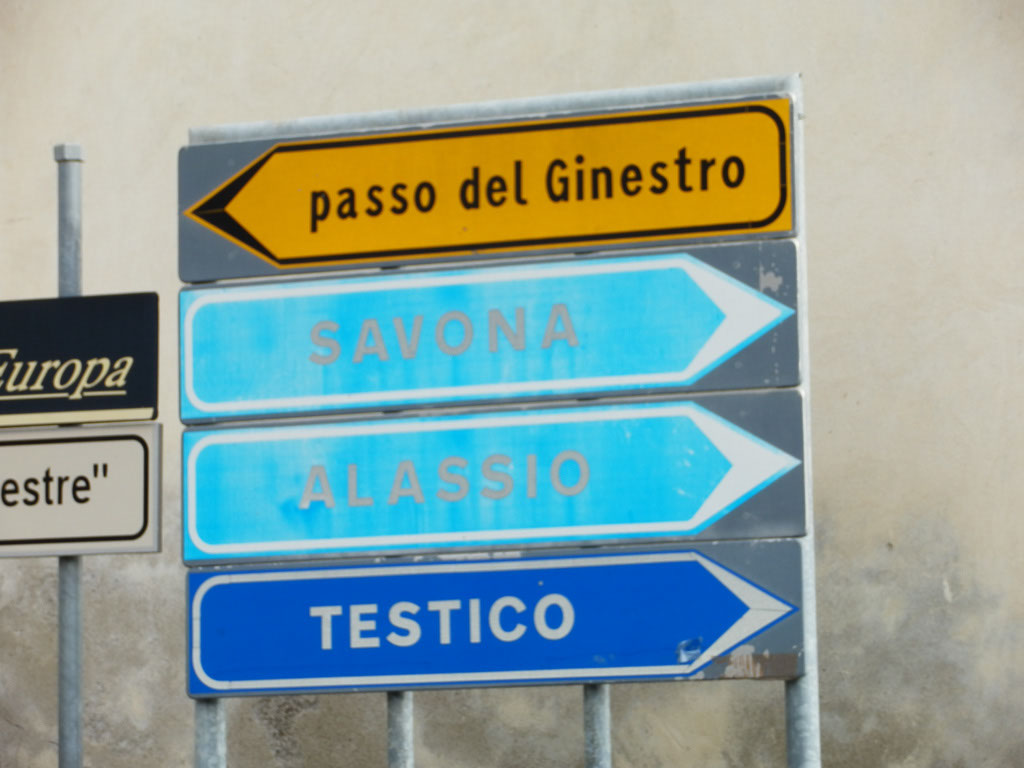 passo del Ginestro
SAVONA
ALASSIO
TESTICO
Europa
estre"